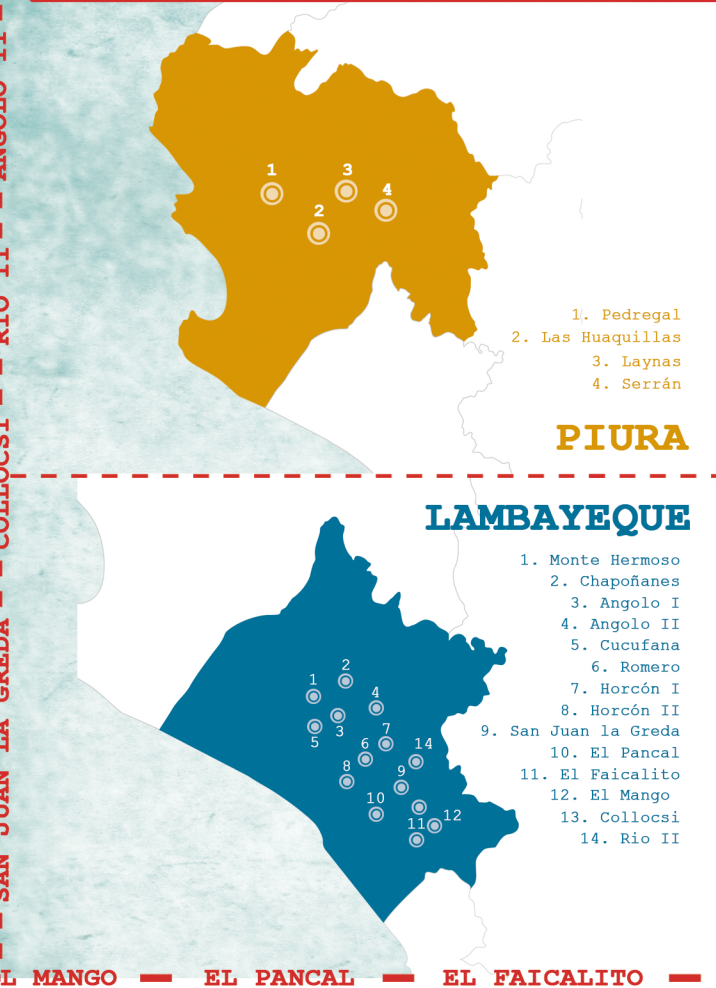 1
2
3
4
1. Pedregal
2. Las Huaquillas
3. Laynas
4. Serrán
PIURA
LAMBAYEQUE
1. Monte Hermoso
2. Chapoñanes
3. Angolo I
4. Angolo II
5. Cucufana
6. Romero
7. Horcón I
8. Horcón II
9. San Juan la Greda
10. El Pancal
11. El Faicalito
12. El Mango
13. Collocsi
14. Rio II
1
2
4
3
5
7
6
14
8
9
10
12
11
SAN JUAN LA GREDA — COLLOCSI — RIO II — ANGOLO II —
L MANGO — EL PANCAL — EL FAICALITO —